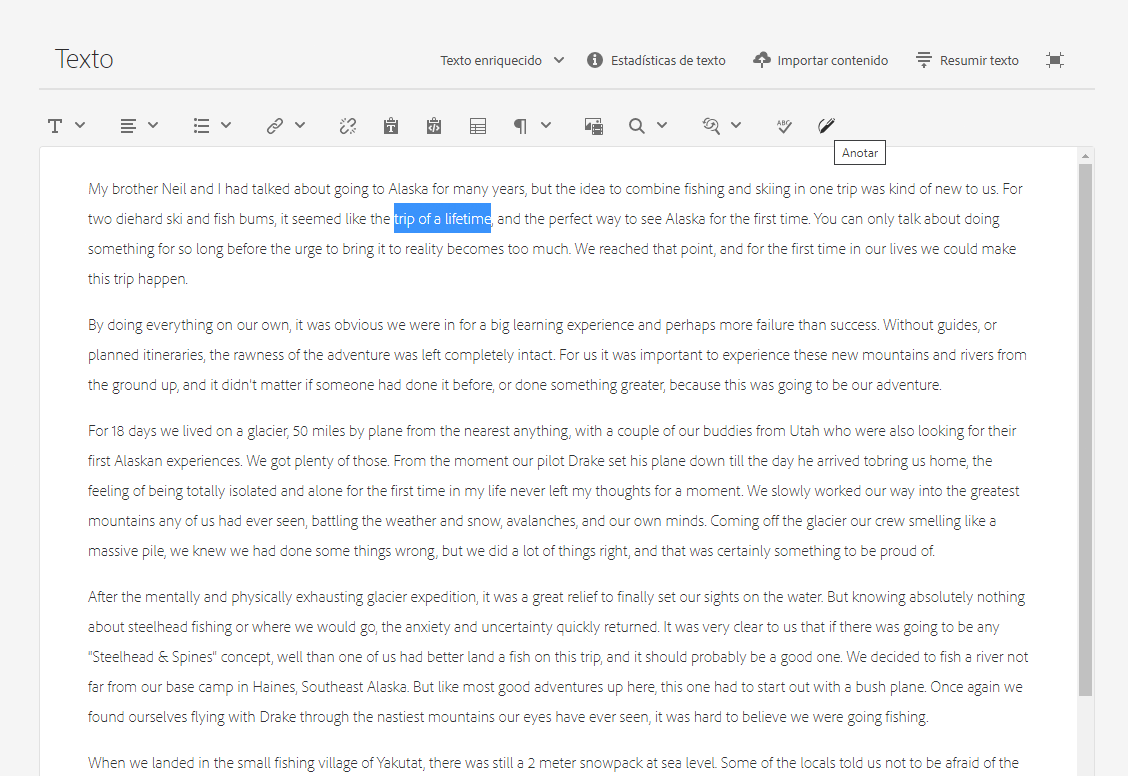 Texto
Texto enriquecido
Estadísticas de texto
Importar contenido
Resumir texto
ABC
Anotar
My brother Neil and I had talked about going to Alaska for many years, but the idea to combine fishing and skiing in one trip was kind of new to us. For
two diehard ski and fish bums, it seemed like the trip of a lifetime, and the perfect way to see Alaska for the first time. You can only talk about doing
something for so long before the urge to bring it to reality becomes too much. We reached that point, and for the first time in our lives we could make
this trip happen.
By doing everything on our own, it was obvious we were in for a big learning experience and perhaps more failure than success. Without guides, or
planned itineraries, the rawness of the adventure was left completely intact. For us it was important to experience these new mountains and rivers from
the ground up, and it didn't matter if someone had done it before, or done something greater, because this was going to be our adventure.
For 18 days we lived on a glacier, 50 miles by plane from the nearest anything, with a couple of our buddies from Utah who were also looking for their
first Alaskan experiences. We got plenty of those. From the moment our pilot Drake set his plane down till the day he arrived tobring us home, the
feeling of being totally isolated and alone for the first time in my life never left my thoughts for a moment. We slowly worked our way into the greatest
mountains any of us had ever seen, battling the weather and snow, avalanches, and our own minds. Coming off the glacier our crew smelling like a
massive pile, we knew we had done some things wrong, but we did a lot of things right, and that was certainly something to be proud of.
After the mentally and physically exhausting glacier expedition, it was a great relief to finally set our sights on the water. But knowing absolutely nothing
about steelhead fishing or where we would go, the anxiety and uncertainty quickly returned. It was very clear to us that if there was going to be any
"Steelhead & Spines" concept, well than one of us had better land a fish on this trip, and it should probably be a good one. We decided to fish a river not
far from our base camp in Haines, Southeast Alaska. But like most good adventures up here, this one had to start out with a bush plane. Once again we
found ourselves flying with Drake through the nastiest mountains our eyes have ever seen, it was hard to believe we were going fishing.
When we landed in the small fishing village of Yakutat, there was still a 2 meter snowpack at sea level. Some of the locals told us not to be afraid of the